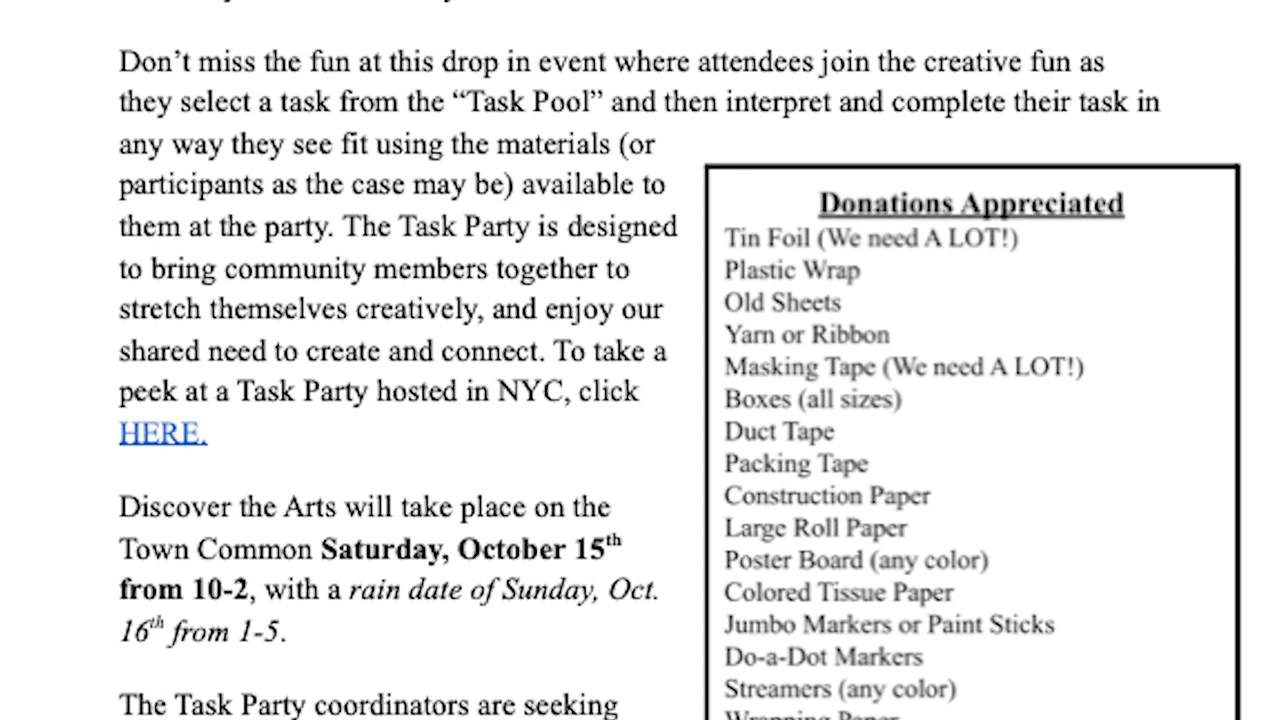 Don’t miss the fun at this drop in event where attendees join the creative fun as
they select a task from the “Task Pool” and then interpret and complete their task in
any way they see fit using the materials (or
participants as the case may be) available to
them at the party. The Task Party is designed
to bring community members together to
stretch themselves creatively, and enjoy our
shared need to create and connect. To take a
peek at a Task Party hosted in NYC, click
HERE.
Discover the Arts will take place on the
Town Common Saturday, October 15th
from 10-2, with a rain date of Sunday, Oct.
16th from 1-5.
The Task Party coordinators are seeking
Donations Appreciated
Tin Foil (We need A LOT!)
Plastic Wrap
Old Sheets
Yarn or Ribbon
Masking Tape (We need A LOT!)
Boxes (all sizes)
Duct Tape
Packing Tape
Construction Paper
Large Roll Paper
Poster Board (any color)
Colored Tissue Paper
Jumbo Markers or Paint Sticks
Do-a-Dot Markers
Streamers (any color)
Wrapping Paper